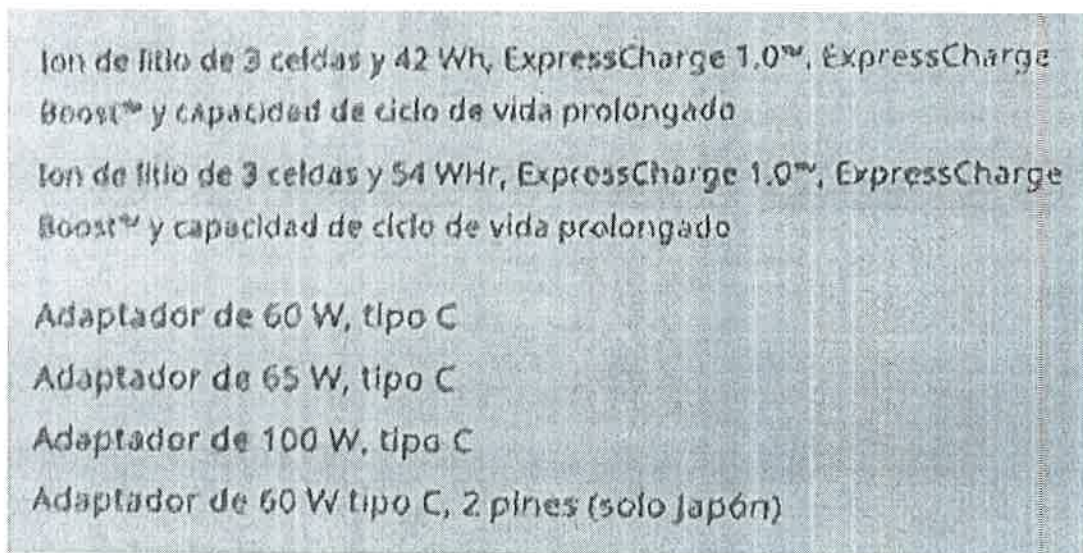 Ion de litio de 3 celdas y 42 Wh, ExpressCharge 1.0™, ExpressCharge
Boost™ y capacidad de ciclo de vida prolongado
Ion de litio de 3 celdas y 54 WHr, ExpressCharge 1.0™, ExpressCharge
Boost™ y capacidad de ciclo de vida prolongado
Adaptador de 60 W, tipo C
Adaptador de 65 W, tipo C
Adaptador de 100 W, tipo C
Adaptador de 60 W tipo C, 2 pines (solo Japón)